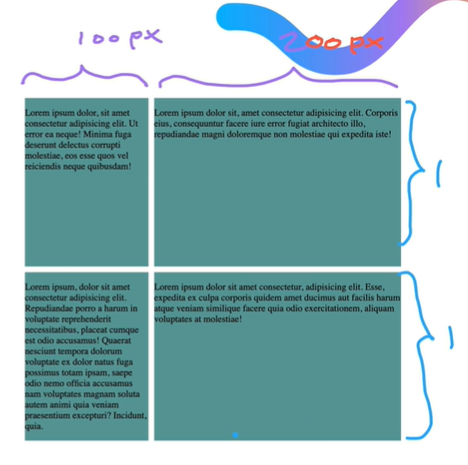 100 px
200 px
Lorem ipsum dolor, sit amet
consectetur adipisicing elit. Ut
error ea neque! Minima fuga
deserunt delectus corrupti
molestiae, eos esse quos vel
reiciendis neque quibusdam!
Lorem ipsum dolor sit, amet consectetur adipisicing elit. Corporis
eius, consequuntur facere iure error fugiat architecto illo,
repudiandae magni doloremque non molestiae qui expedita iste!
1
Lorem ipsum, dolor sit amet
consectetur adipisicing elit.
Repudiandae porro a harum in
voluptate reprehenderit
necessitatibus, placeat cumque
est odio accusamus! Quaerat
nesciunt tempora dolorum
voluptate ex dolor natus fuga
possimus totam ipsam, saepe
odio nemo officia accusamus
nam voluptates magnam soluta
autem animi quia veniam
praesentium excepturi? Incidunt,
quia.
Lorem ipsum dolor sit amet consectetur, adipisicing elit. Esse,
expedita ex culpa corporis quidem amet ducimus aut facilis harum
atque veniam similique facere quia odio exercitationem, aliquam
voluptates at molestiae!
1